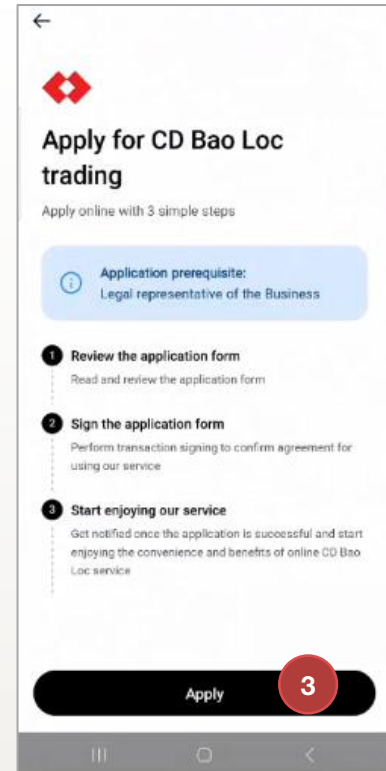 Apply for CD Bao Loc
trading
Apply online with 3 simple steps
Application prerequisite:
Legal representative of the Business
1 Review the application form
Read and review the application form
2 Sign the application form
Perform transaction signing to confirm agreement for
using our service
3 Start enjoying our service
Get notified once the application is successful and start
enjoying the convenience and benefits of online CD Bao
Loc service
Apply 3